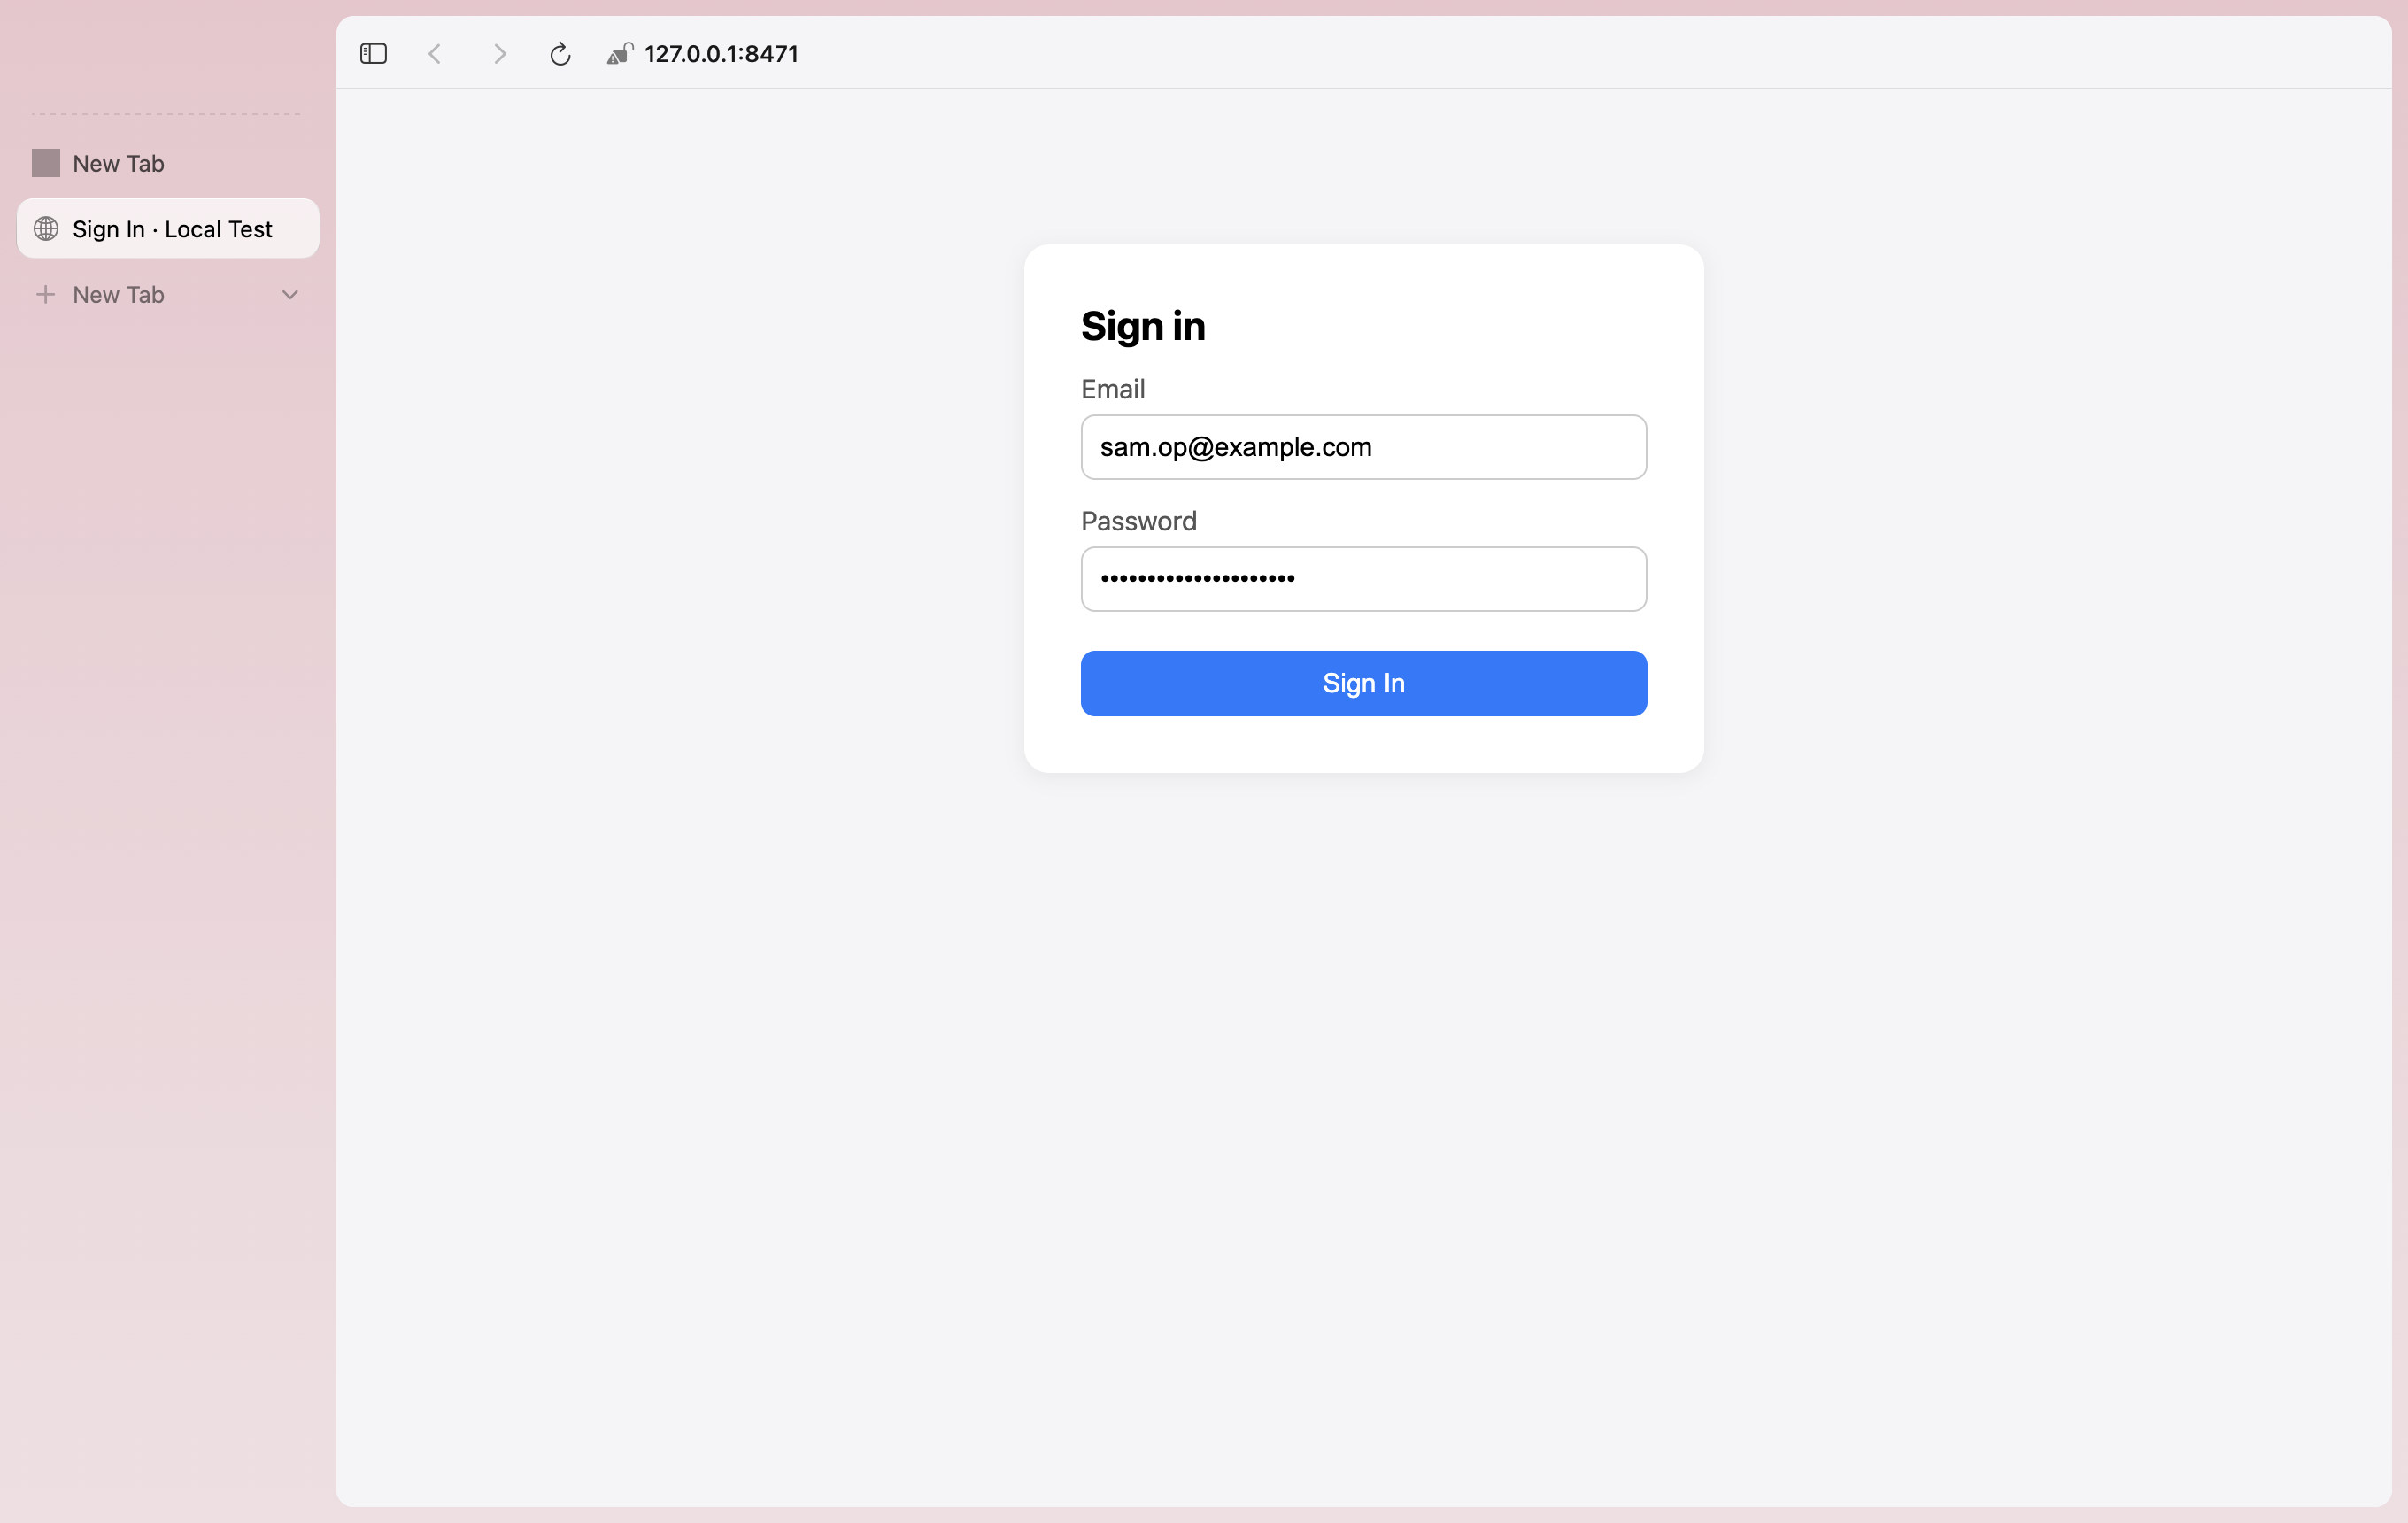 127.0.0.1:8471
New Tab
Sign In · Local Test
New Tab
Sign in
Email
sam.op@example.com
Password
•••••••••••••••••••••
Sign In